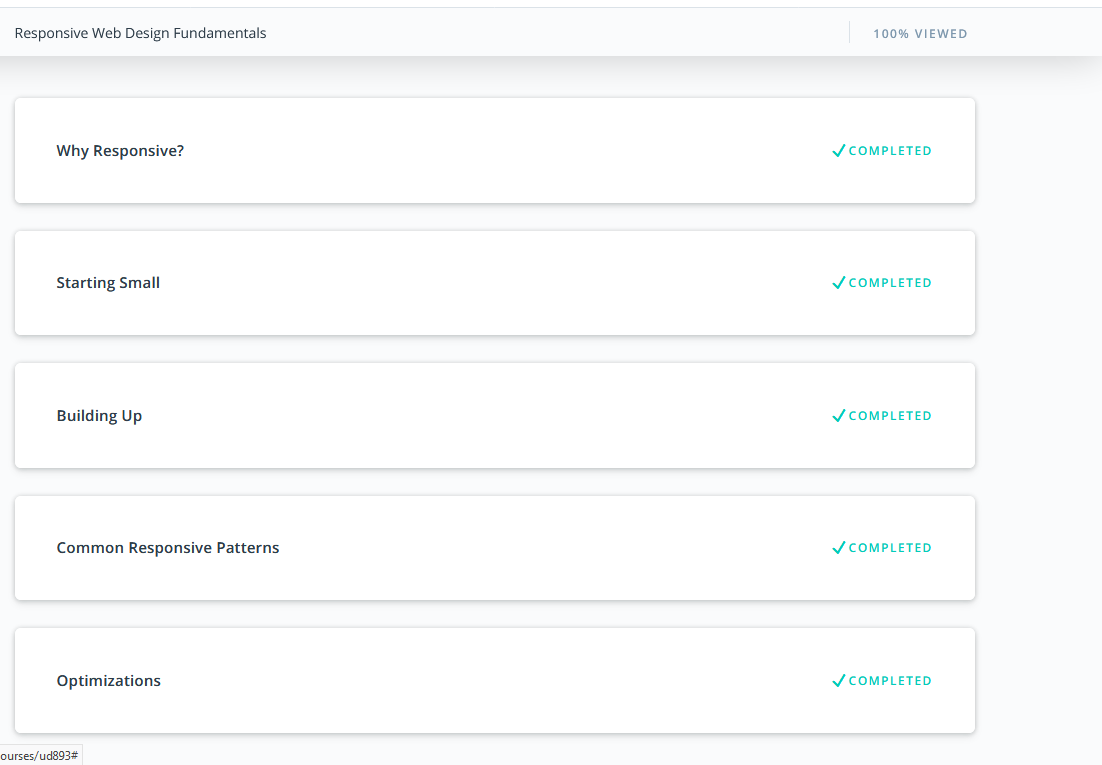 Responsive Web Design Fundamentals 100% VIEWED
Why Responsive? COMPLETED
Starting Small COMPLETED
Building Up COMPLETED
Common Responsive Patterns COMPLETED
Optimizations COMPLETED
ourses/ud893#